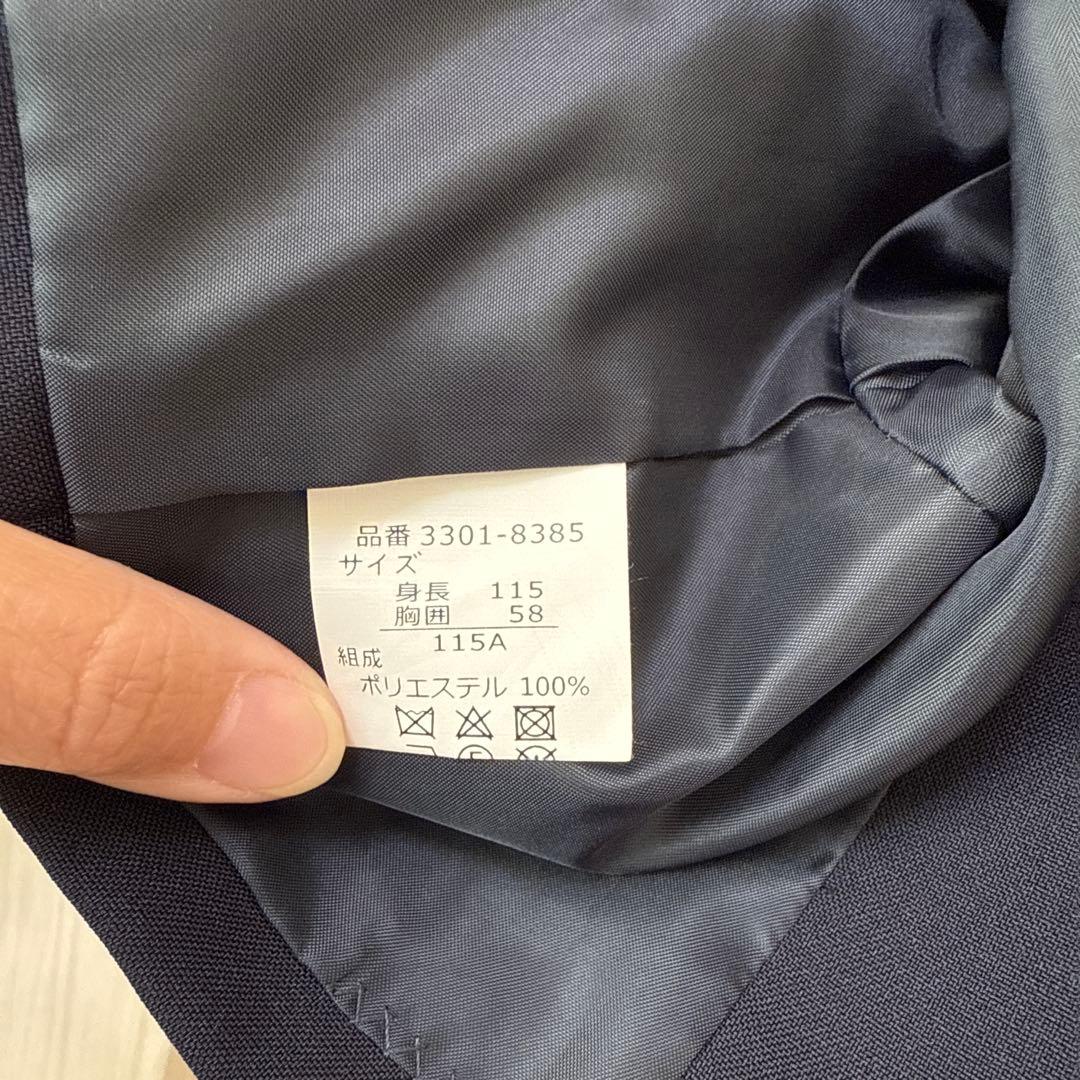 品番 3301-8385
サイズ
身長 115
胸囲 58
115A
組成
ポリエステル 100%